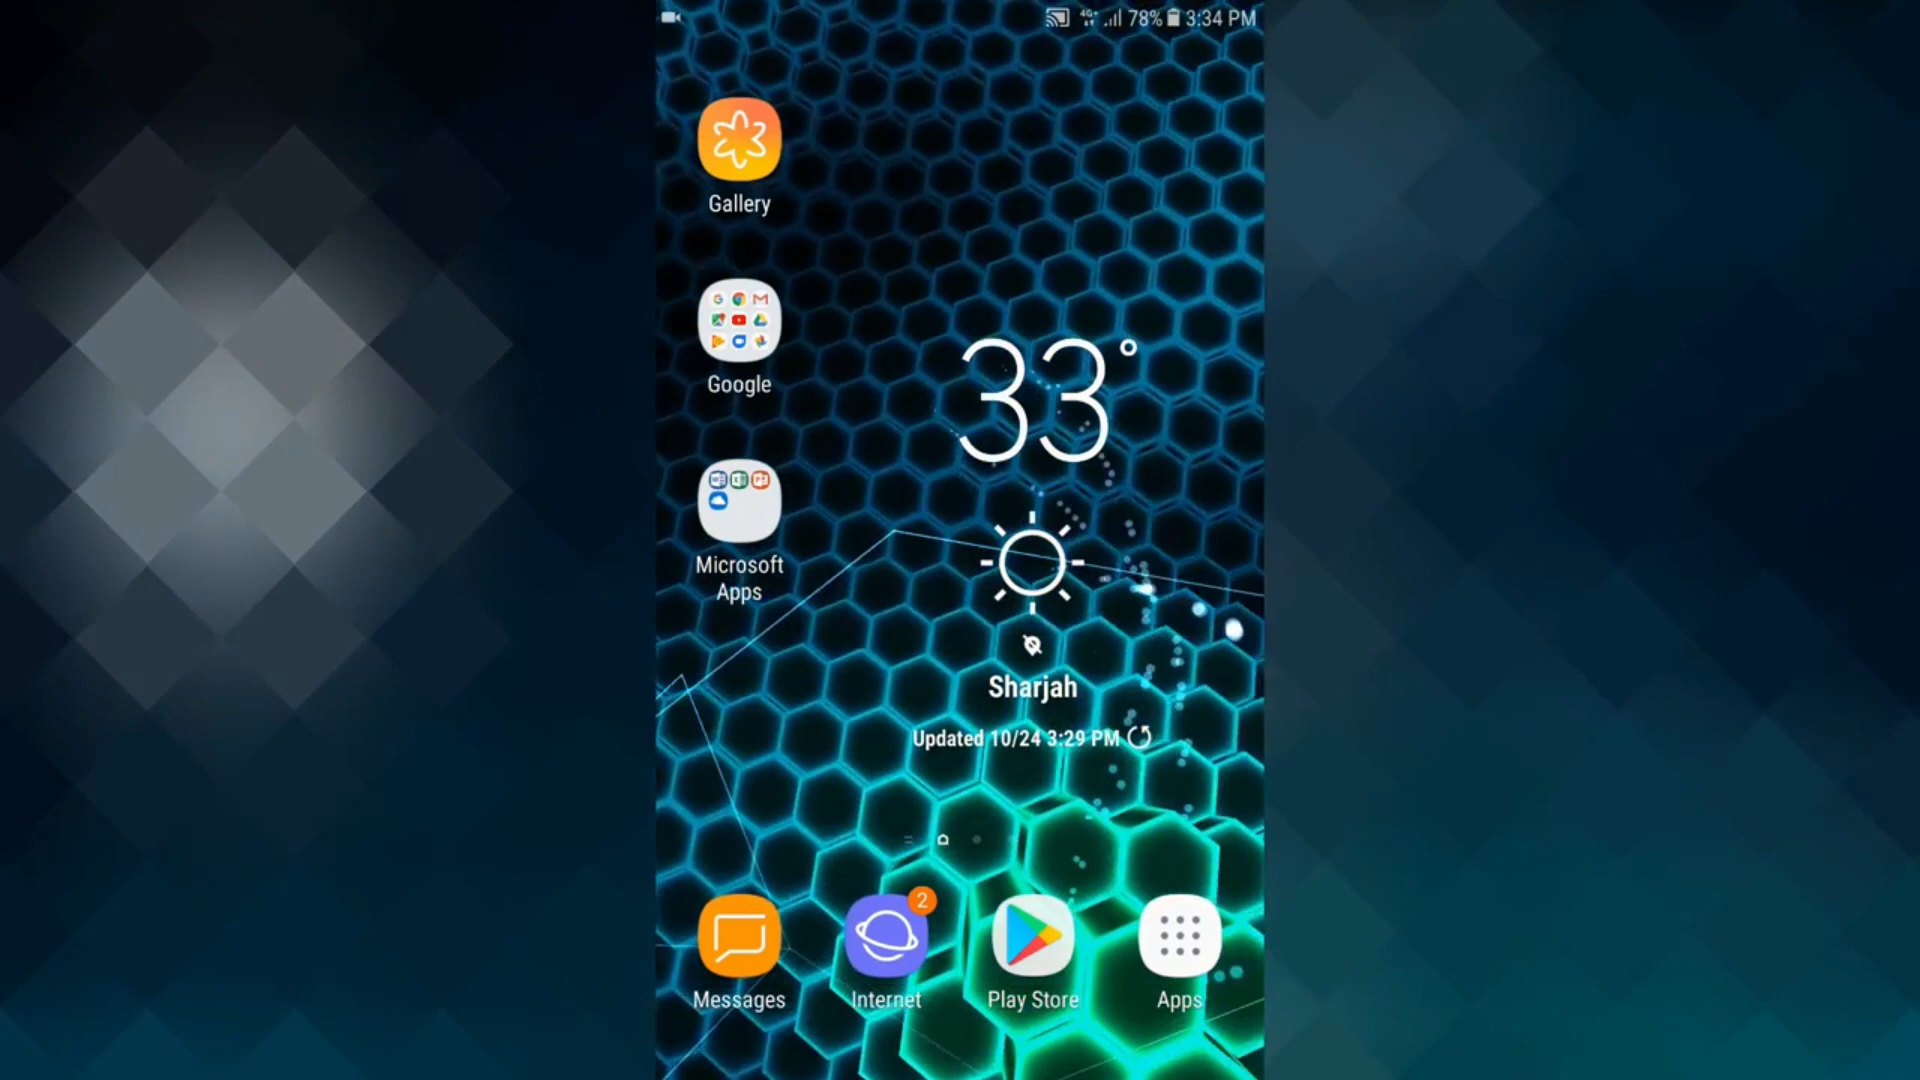 4G+ 78% 3:34 PM
Gallery
Google
33°
Microsoft
Apps
Sharjah
Updated 10/24 3:29 PM
2
Messages
Internet
Play Store
Apps